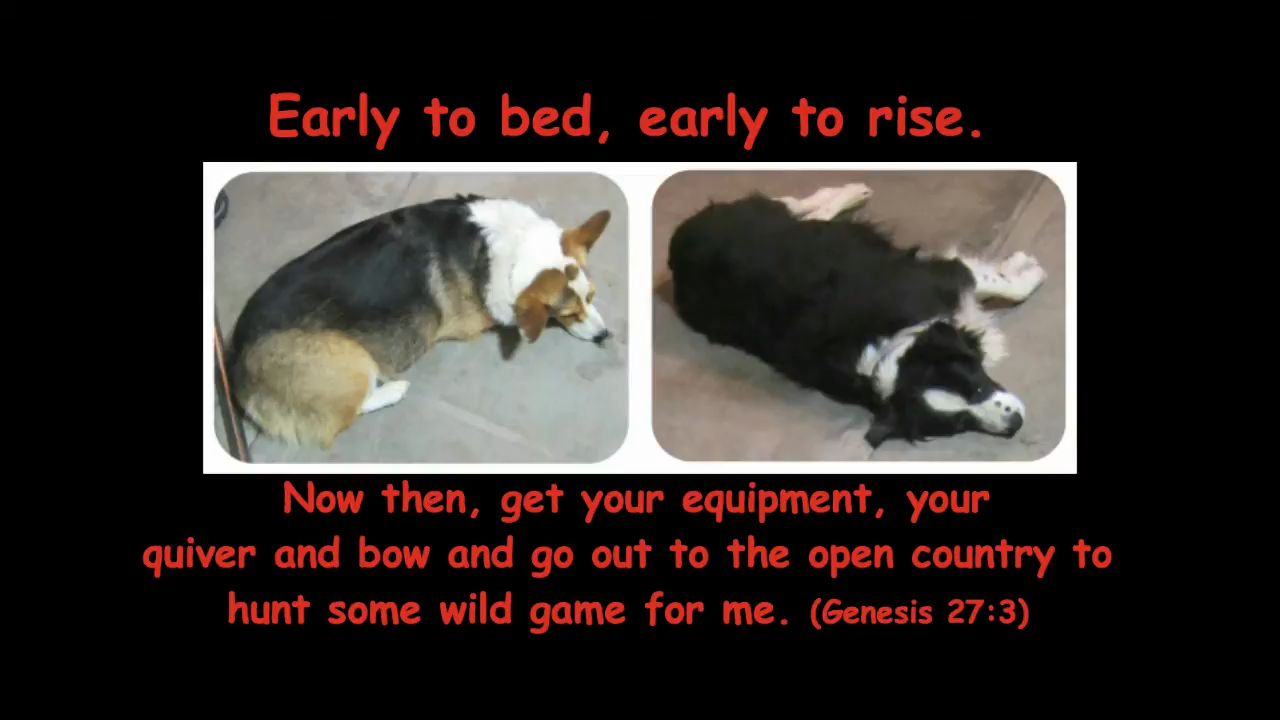 Early to bed, early to rise.
Now then, get your equipment, your
quiver and bow and go out to the open country to
hunt some wild game for me. (Genesis 27:3)